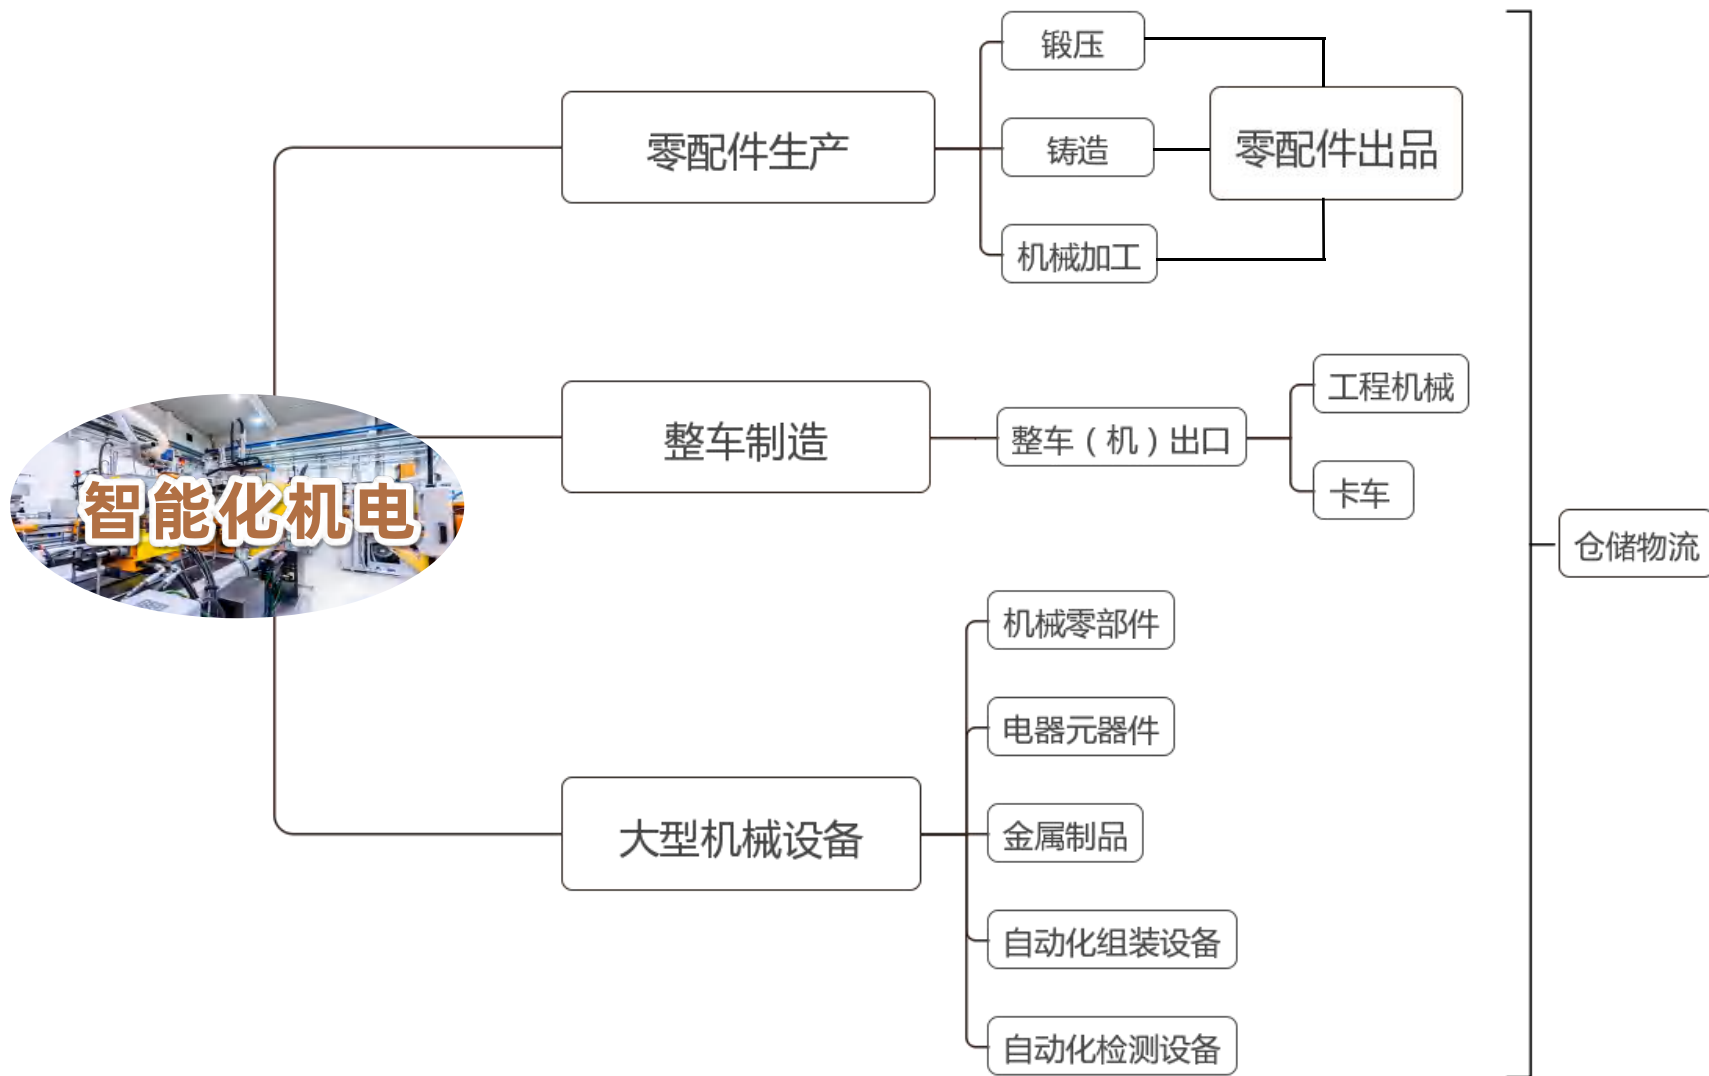 智能化机电
零配件生产
锻压
铸造
机械加工
零配件出品
整车制造
整车（机）出口
工程机械
卡车
大型机械设备
机械零部件
电器元器件
金属制品
自动化组装设备
自动化检测设备
仓储物流